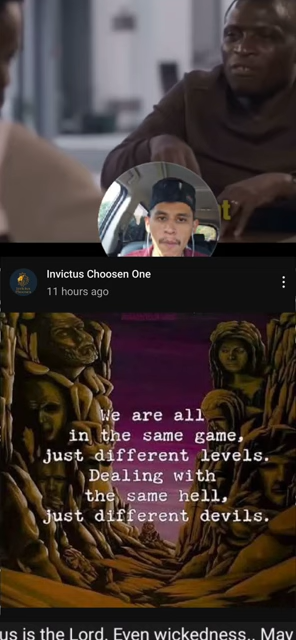 t
Invictus Choosen One
11 hours ago
We are all
in the same game,
just different levels.
Dealing with
the same hell,
just different devils.
us is the Lord. Even wickedness.. May